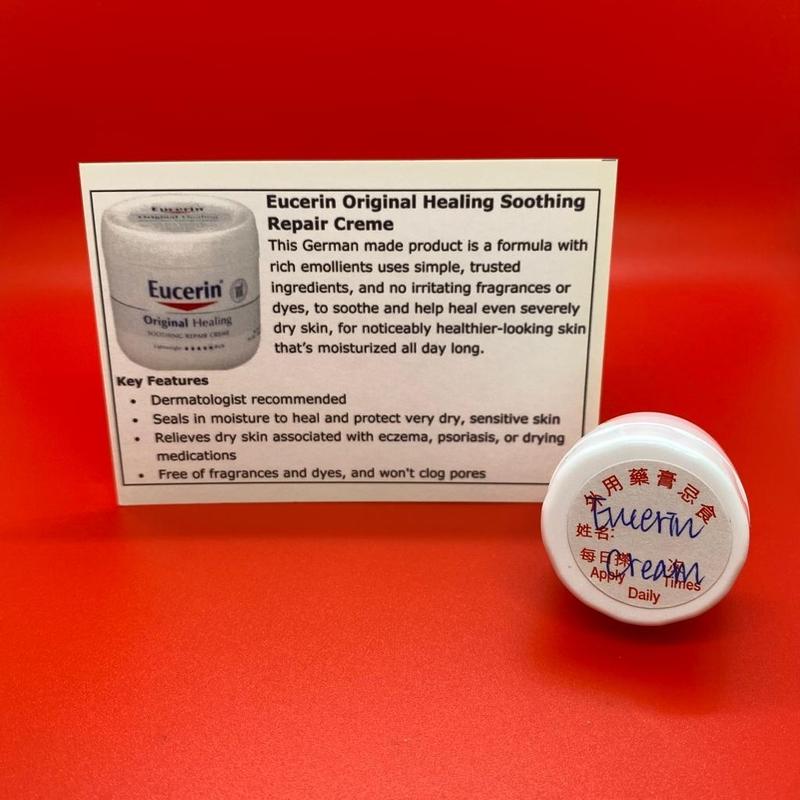 Eucerin Original Healing Soothing
Repair Creme
This German made product is a formula with
rich emollients uses simple, trusted
ingredients, and no irritating fragrances or
dyes, to soothe and help heal even severely
dry skin, for noticeably healthier-looking skin
that's moisturized all day long.
Eucerin
Original Healing
Eucerin
Original Healing
SOOTHING REPAIR CREME
Lightweight ★★★★★ Rich
Key Features
• Dermatologist recommended
• Seals in moisture to heal and protect very dry, sensitive skin
• Relieves dry skin associated with eczema, psoriasis, or drying
medications
• Free of fragrances and dyes, and won't clog pores
外用藥膏忌食
Eucerin
姓名:
每日搽 次
Cream
Apply Times
Daily